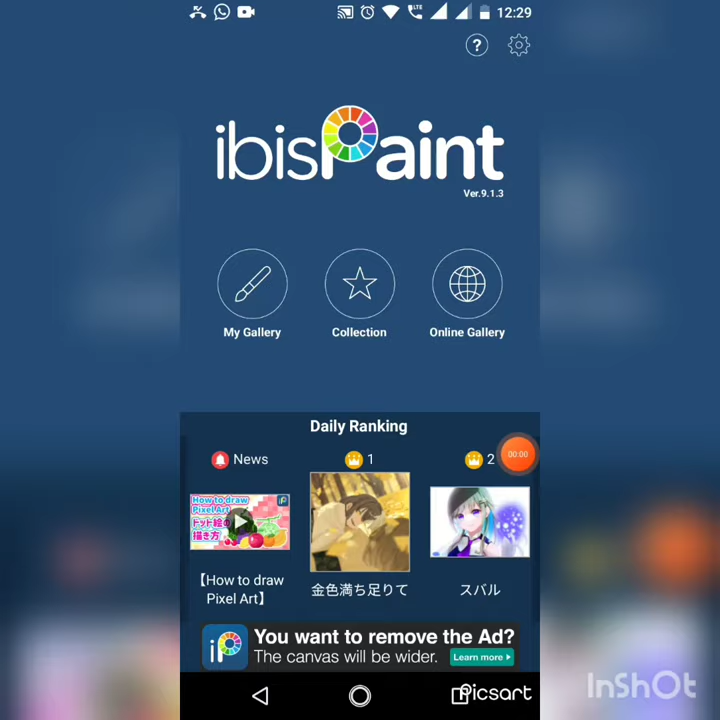 12:29
?
ibisPaint
Ver.9.1.3
My Gallery
Collection
Online Gallery
Daily Ranking
News
1
2
00:00
How to draw
Pixel Art
ドット絵の
描き方
【How to draw
Pixel Art】
金色満ち足りて
スバル
iP
You want to remove the Ad?
The canvas will be wider.
Learn more
Picsart
InShOt